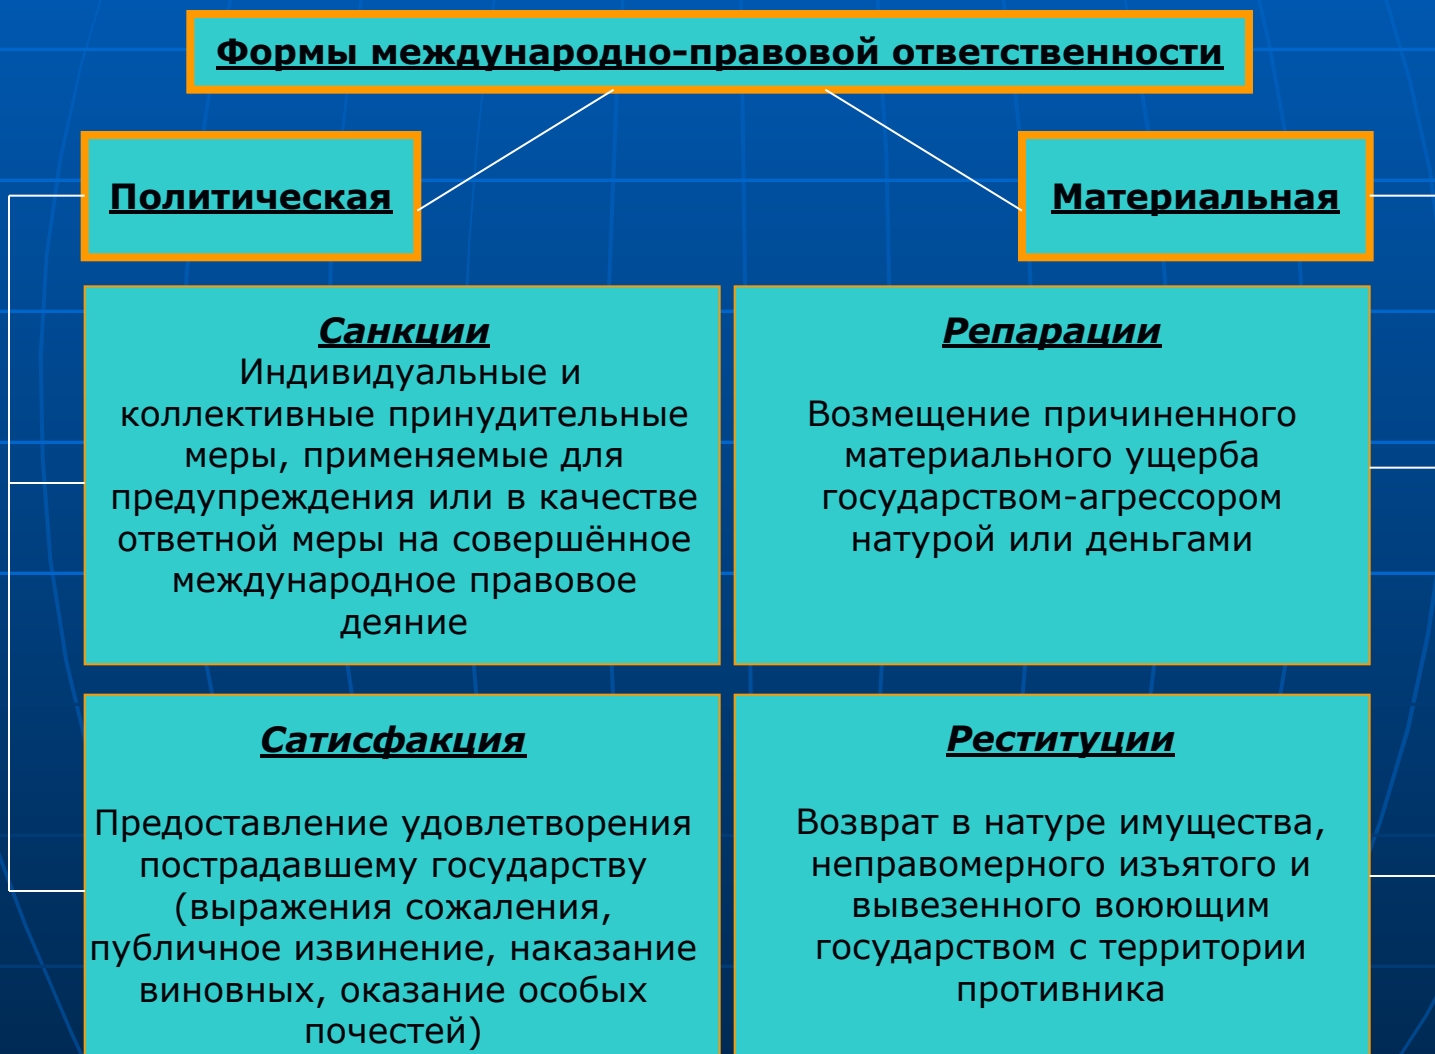 Формы международно-правовой ответственности
Политическая
Материальная
Санкции
Индивидуальные и
коллективные принудительные
меры, применяемые для
предупреждения или в качестве
ответной меры на совершённое
международное правовое
деяние
Репарации
Возмещение причиненного
материального ущерба
государством-агрессором
натурой или деньгами
Сатисфакция
Предоставление удовлетворения
пострадавшему государству
(выражения сожаления,
публичное извинение, наказание
виновных, оказание особых
почестей)
Реституции
Возврат в натуре имущества,
неправомерного изъятого и
вывезенного воюющим
государством с территории
противника